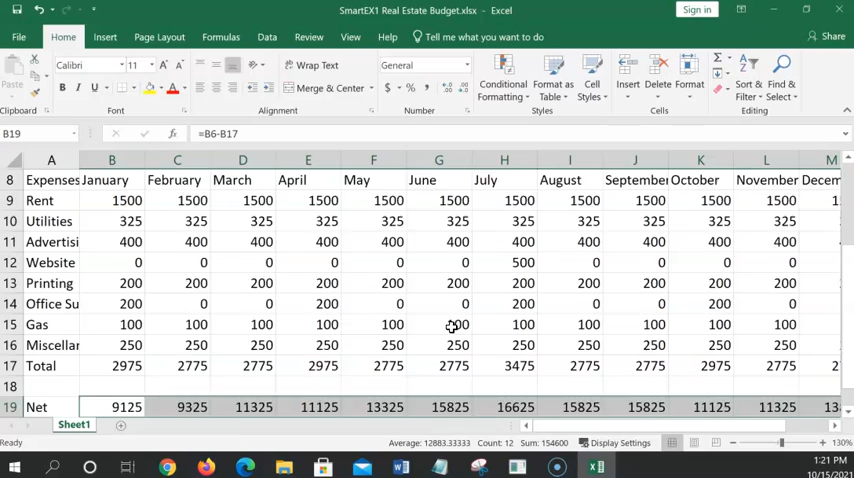 SmartEX1 Real Estate Budget.xlsx - Excel
Sign in
File Home Insert Page Layout Formulas Data Review View Help Tell me what you want to do Share
Calibri 11 Wrap Text General
Paste B I U A Merge & Center $ % , Conditional Formatting Format as Table Cell Styles Insert Delete Format Sort & Filter Find & Select
Clipboard Font Alignment Number Styles Cells Editing
B19 fx =B6-B17
A B C D E F G H I J K L M
8 Expenses January February March April May June July August September October November Decem
9 Rent 1500 1500 1500 1500 1500 1500 1500 1500 1500 1500 1500
10 Utilities 325 325 325 325 325 325 325 325 325 325 325
11 Advertisi 400 400 400 400 400 400 400 400 400 400 400
12 Website 0 0 0 0 0 0 500 0 0 0 0
13 Printing 200 200 200 200 200 200 200 200 200 200 200
14 Office Su 200 0 0 200 0 0 200 0 0 200 0
15 Gas 100 100 100 100 100 100 100 100 100 100
16 Miscellar 250 250 250 250 250 250 250 250 250 250 250
17 Total 2975 2775 2775 2975 2775 2775 3475 2775 2775 2975 2775
18
19 Net 9125 9325 11325 11125 13325 15825 16625 15825 15825 11125 11325
Sheet1
Ready Average: 12883.33333 Count: 12 Sum: 154600 Display Settings 130%
1:21 PM
10/15/2021